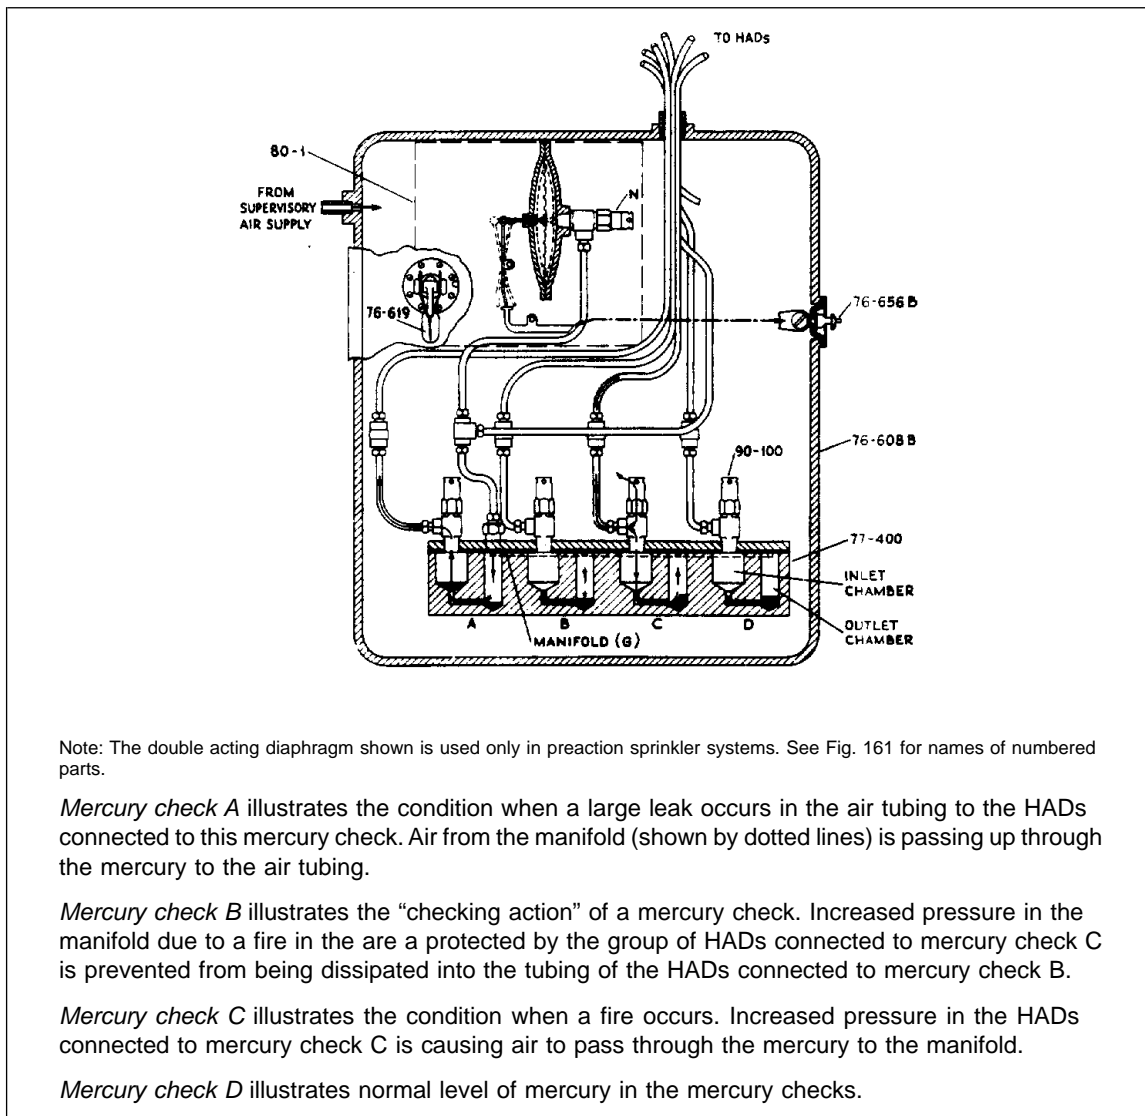 TO HADs
80-1
FROM
SUPERVISORY
AIR SUPPLY
N
76-619
76-656B
76-608B
90-100
77-400
INLET
CHAMBER
OUTLET
CHAMBER
A
B
C
D
MANIFOLD (G)
Note: The double acting diaphragm shown is used only in preaction sprinkler systems. See Fig. 161 for names of numbered
parts.
Mercury check A illustrates the condition when a large leak occurs in the air tubing to the HADs
connected to this mercury check. Air from the manifold (shown by dotted lines) is passing up through
the mercury to the air tubing.
Mercury check B illustrates the “checking action” of a mercury check. Increased pressure in the
manifold due to a fire in the are a protected by the group of HADs connected to mercury check C
is prevented from being dissipated into the tubing of the HADs connected to mercury check B.
Mercury check C illustrates the condition when a fire occurs. Increased pressure in the HADs
connected to mercury check C is causing air to pass through the mercury to the manifold.
Mercury check D illustrates normal level of mercury in the mercury checks.